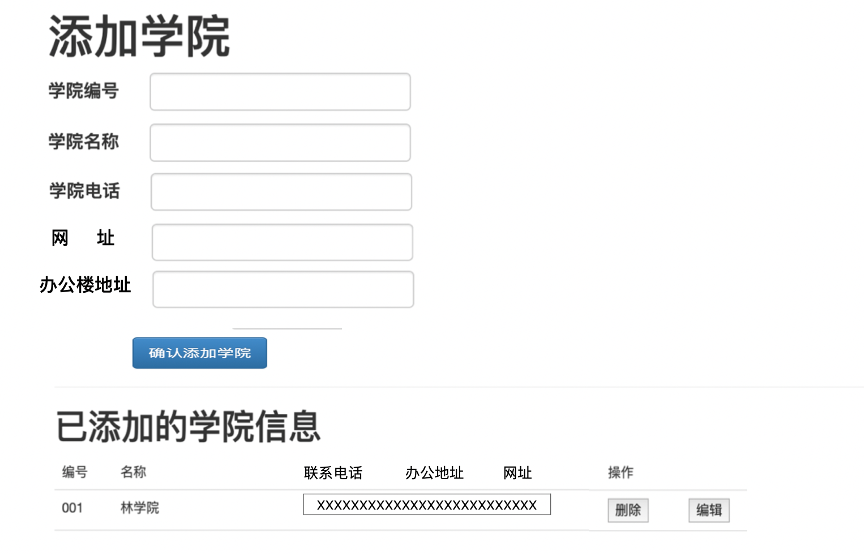 添加学院
学院编号
学院名称
学院电话
网 址
办公楼地址
确认添加学院
已添加的学院信息
编号 名称 联系电话 办公地址 网址 操作
001 林学院 XXXXXXXXXXXXXXXXXXXXXXXXXX 删除 编辑